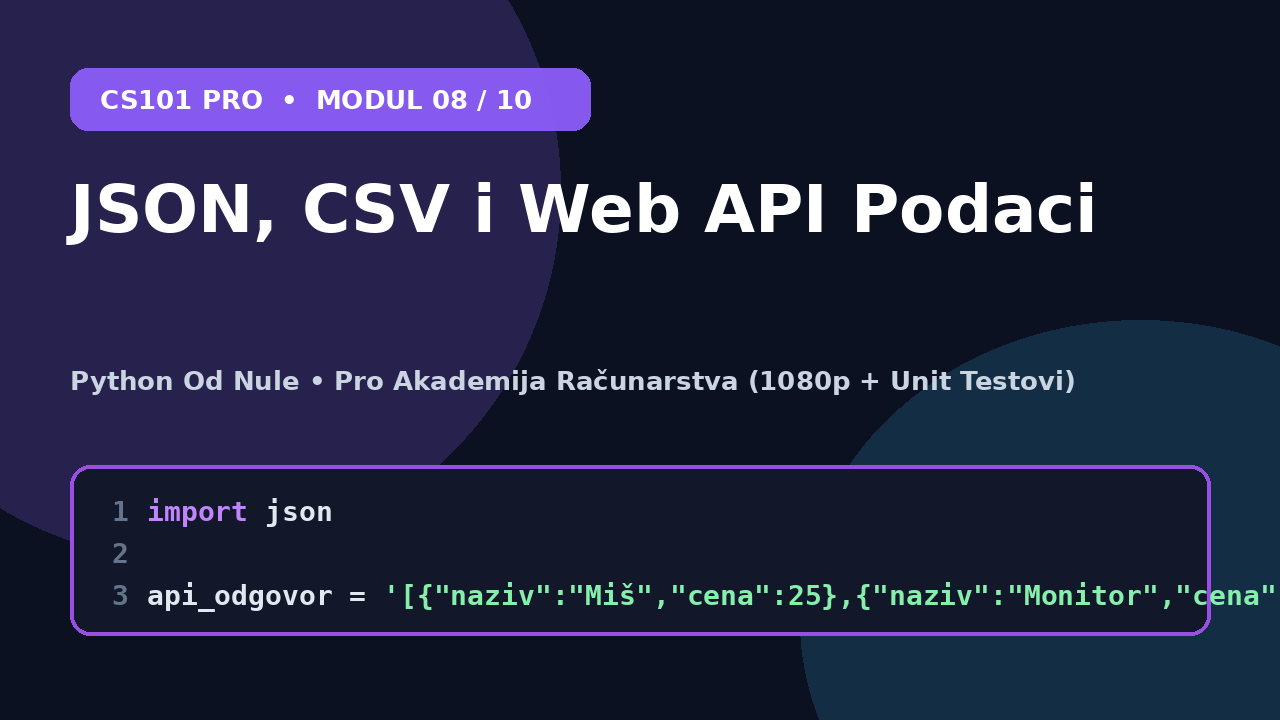 CS101 PRO • MODUL 08 / 10
JSON, CSV i Web API Podaci
Python Od Nule • Pro Akademija Računarstva (1080p + Unit Testovi)
1 import json
2
3 api_odgovor = '[{"naziv":"Miš","cena":25},{"naziv":"Monitor","cena"